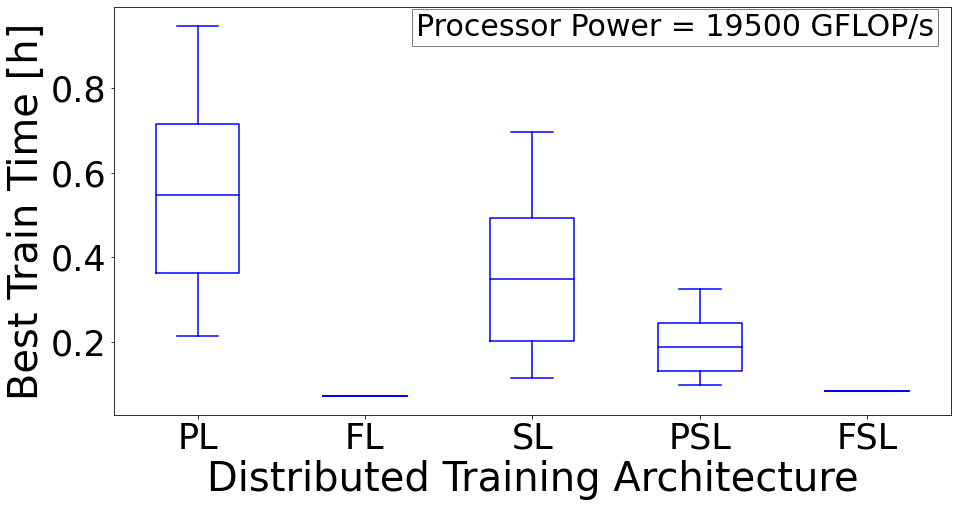 Processor Power = 19500 GFLOP/s
Best Train Time [h]
0.8
0.6
0.4
0.2
PL FL SL PSL FSL
Distributed Training Architecture